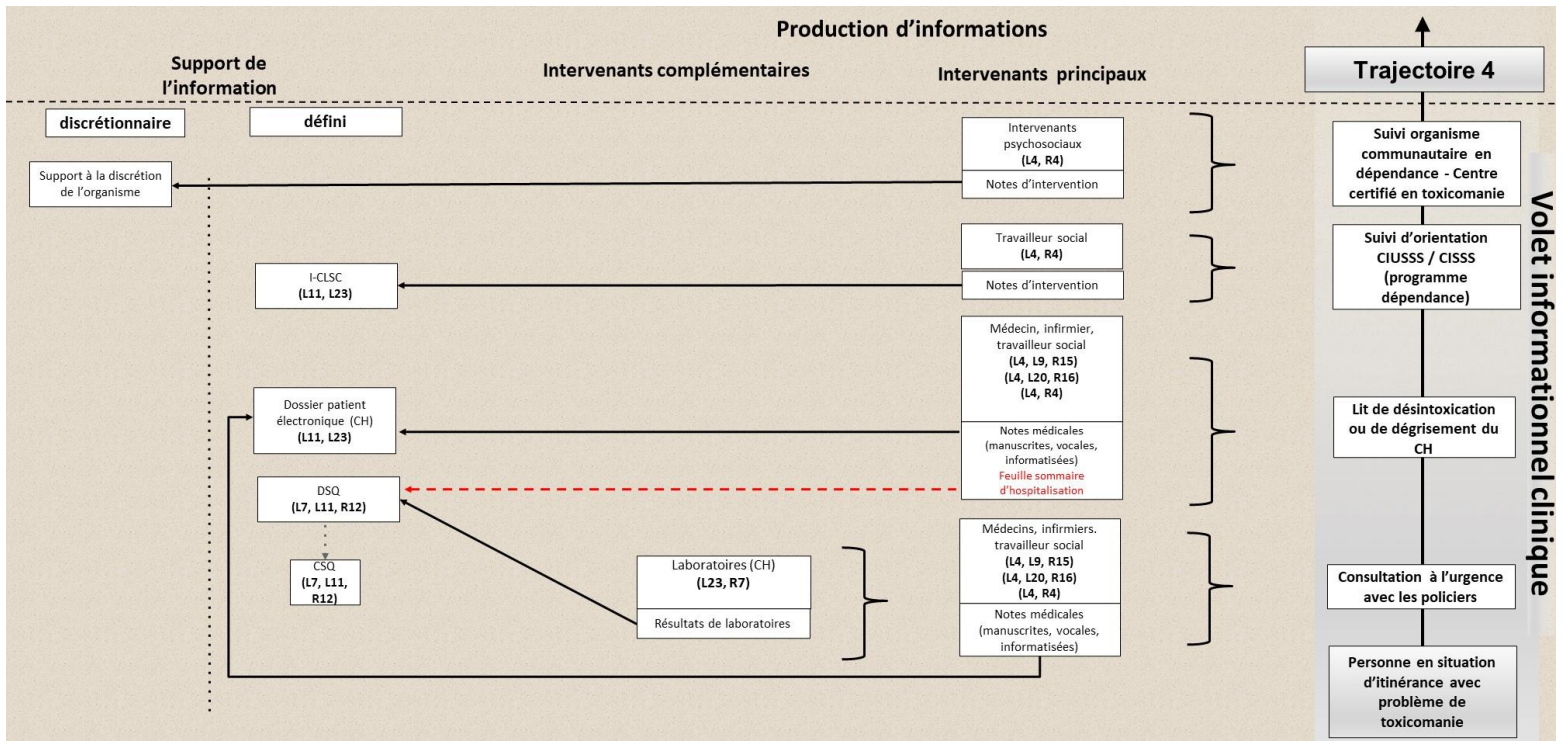 Production d'informations
Support de
l'information
Intervenants complémentaires
Intervenants principaux
Trajectoire 4
discrétionnaire
défini
Intervenants
psychosociaux
(L4, R4)
Notes d'intervention
Support à la discrétion
de l'organisme
Suivi organisme
communautaire en
dépendance - Centre
certifié en toxicomanie
Travailleur social
(L4, R4)
Notes d'intervention
I-CLSC
(L11, L23)
Suivi d'orientation
CIUSSS / CISSS
(programme
dépendance)
Médecin, infirmier,
travailleur social
(L4, L9, R15)
(L4, L20, R16)
(L4, R4)
Notes médicales
(manuscrites, vocales,
informatisées)
Feuille sommaire
d'hospitalisation
Dossier patient
électronique (CH)
(L11, L23)
Lit de désintoxication
ou de dégrisement du
CH
DSQ
(L7, L11, R12)
CSQ
(L7, L11,
R12)
Laboratoires (CH)
(L23, R7)
Résultats de laboratoires
Médecins, infirmiers.
travailleur social
(L4, L9, R15)
(L4, L20, R16)
(L4, R4)
Notes médicales
(manuscrites, vocales,
informatisées)
Consultation à l'urgence
avec les policiers
Personne en situation
d'itinérance avec
problème de
toxicomanie
Volet informationnel clinique